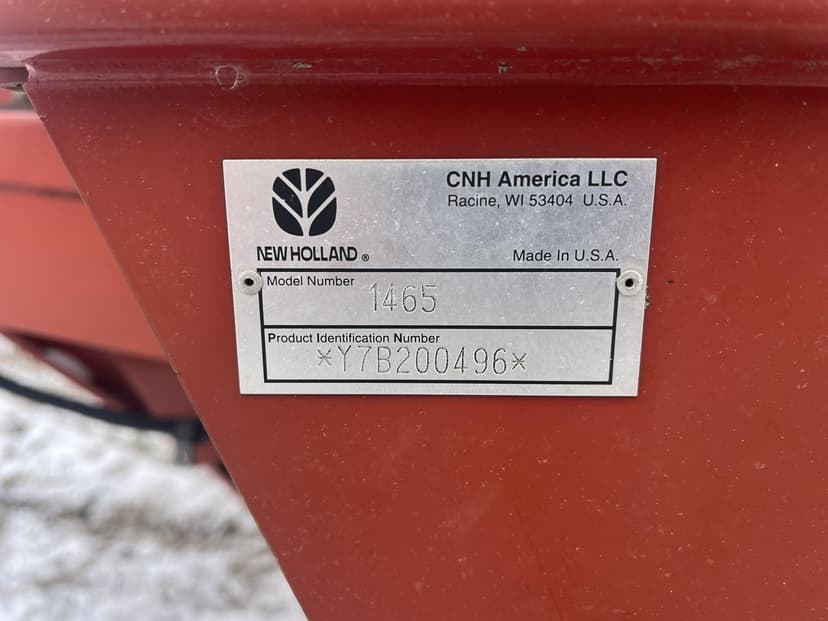 CNH America LLC
Racine, WI 53404 U.S.A.
NEW HOLLAND ®
Made In U.S.A.
Model Number 1465
Product Identification Number
*Y7B200496*